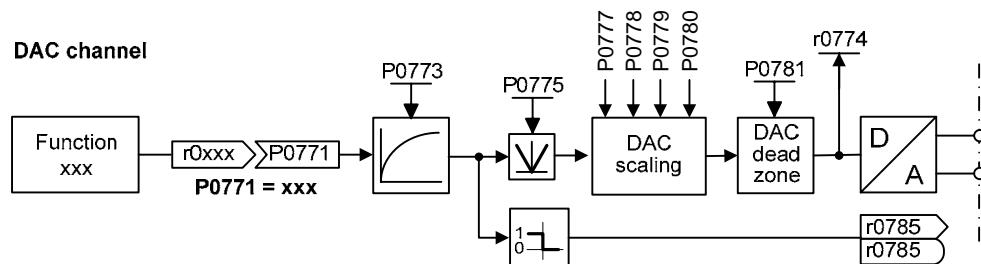 DAC channel
Function
xxx
r0xxx
P0771
P0771 = xxx
P0773
P0775
P0777
P0778
P0779
P0780
DAC
scaling
P0781
DAC
dead
zone
r0774
D
A
1
0
r0785
r0785